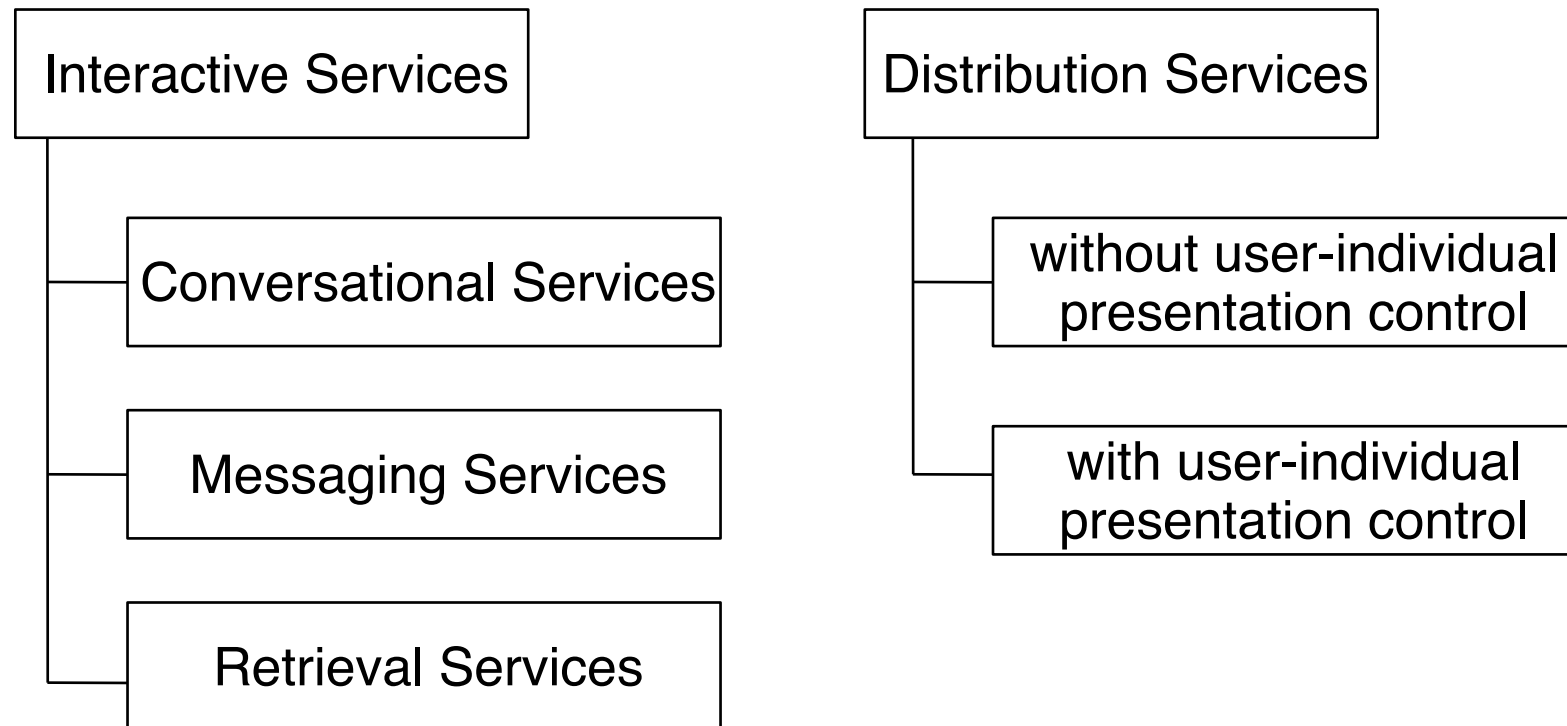 Interactive Services
Conversational Services
Messaging Services
Retrieval Services
Distribution Services
without user-individual
presentation control
with user-individual
presentation control